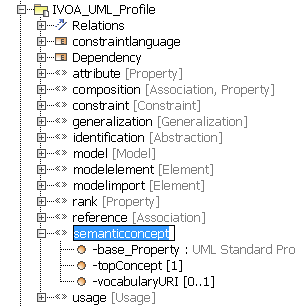 IVOA_UML_Profile
Relations
constraintlanguage
Dependency
«» attribute [Property]
«» composition [Association, Property]
«» constraint [Constraint]
«» generalization [Generalization]
«» identification [Abstraction]
«» model [Model]
«» modelelement [Element]
«» modelimport [Element]
«» rank [Property]
«» reference [Association]
«» semanticconcept
-base_Property : UML Standard Pro
-topConcept [1]
-vocabularyURI [0..1]
«» usage [Usage]